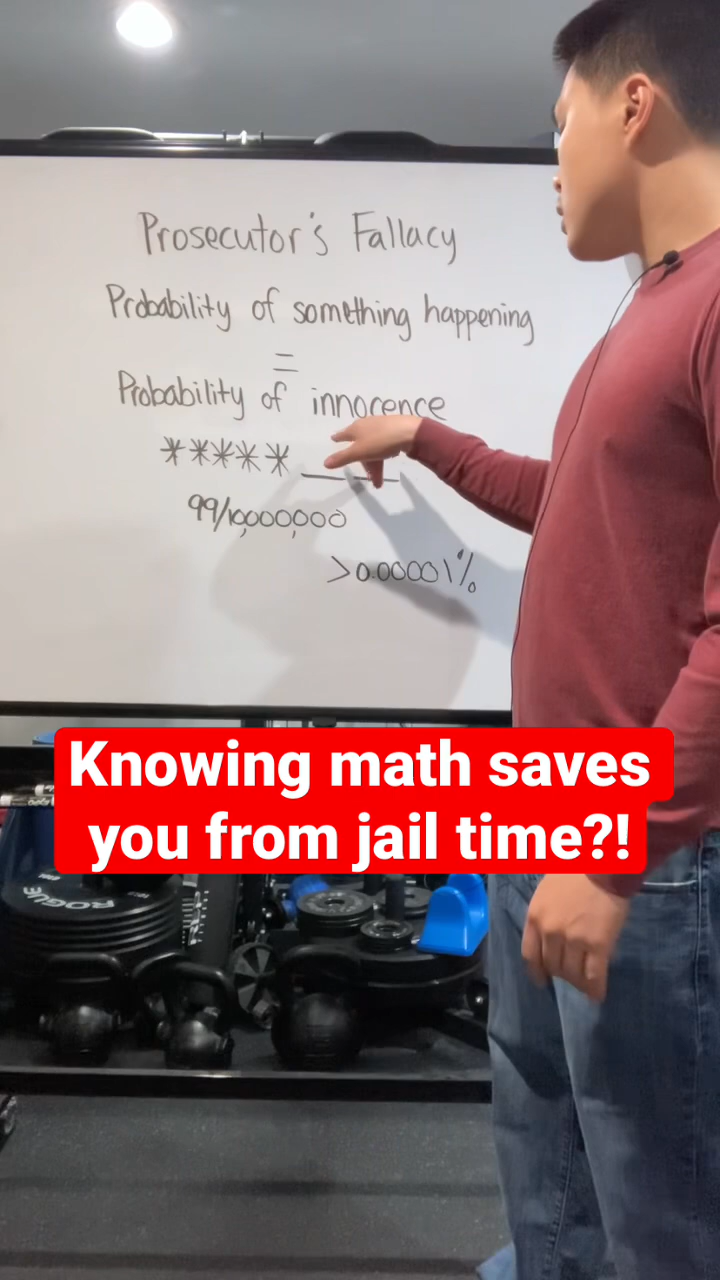 Prosecutor's Fallacy
Probability of something happening
=
Probability of innocence
***** _ _
99/10,000,000
>0.00001%
Knowing math saves
you from jail time?!
ROGUE